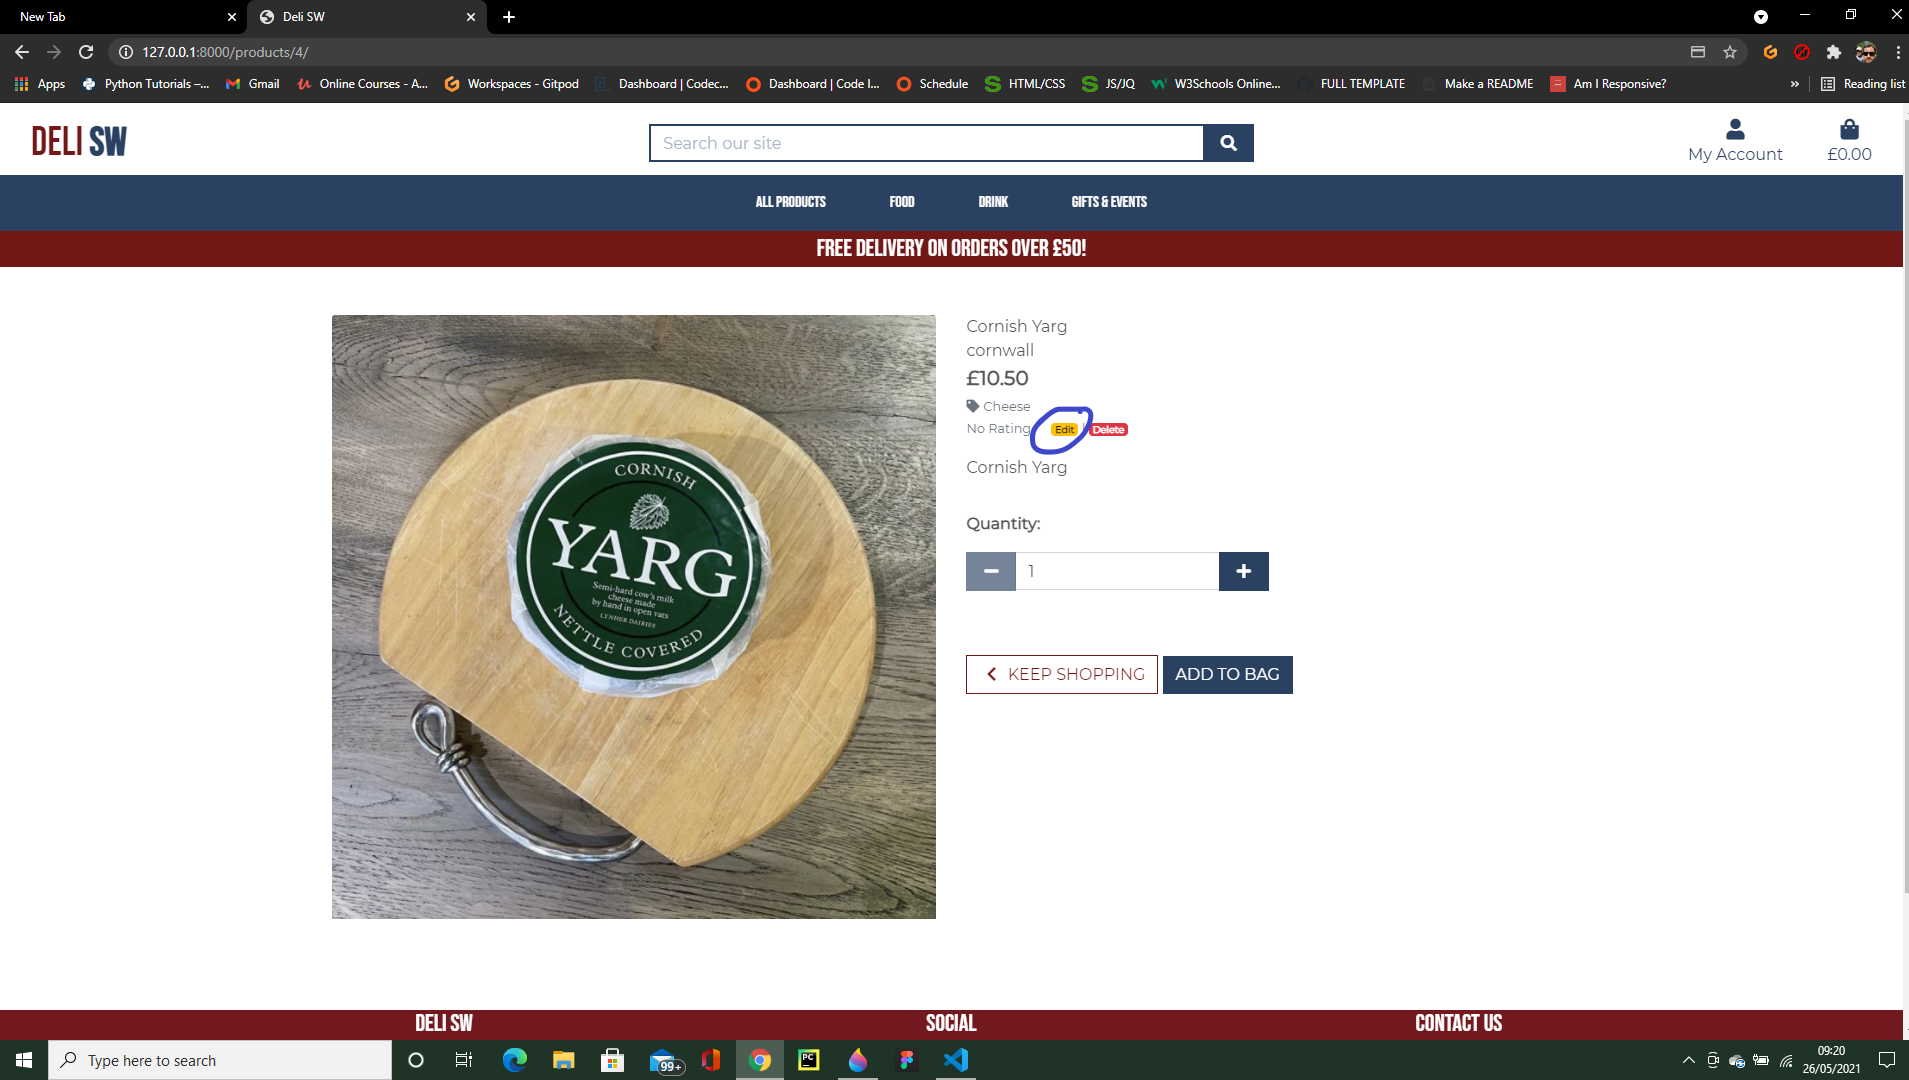 New Tab
Deli SW
127.0.0.1:8000/products/4/
Apps
Python Tutorials –...
Gmail
Online Courses - A...
Workspaces - Gitpod
Dashboard | Codec...
Dashboard | Code I...
Schedule
HTML/CSS
JS/JQ
W3Schools Online...
FULL TEMPLATE
Make a README
Am I Responsive?
»
Reading list
DELI SW
Search our site
My Account
£0.00
ALL PRODUCTS
FOOD
DRINK
GIFTS & EVENTS
FREE DELIVERY ON ORDERS OVER £50!
CORNISH
YARG
Semi-hard cow's milk
cheese made
by hand in open vats
LYNHER DAIRIES
NETTLE COVERED
Cornish Yarg
cornwall
£10.50
Cheese
No Rating Edit | Delete
Cornish Yarg
Quantity:
1
KEEP SHOPPING
ADD TO BAG
DELI SW
SOCIAL
CONTACT US
Type here to search
99+
PC
09:20
26/05/2021